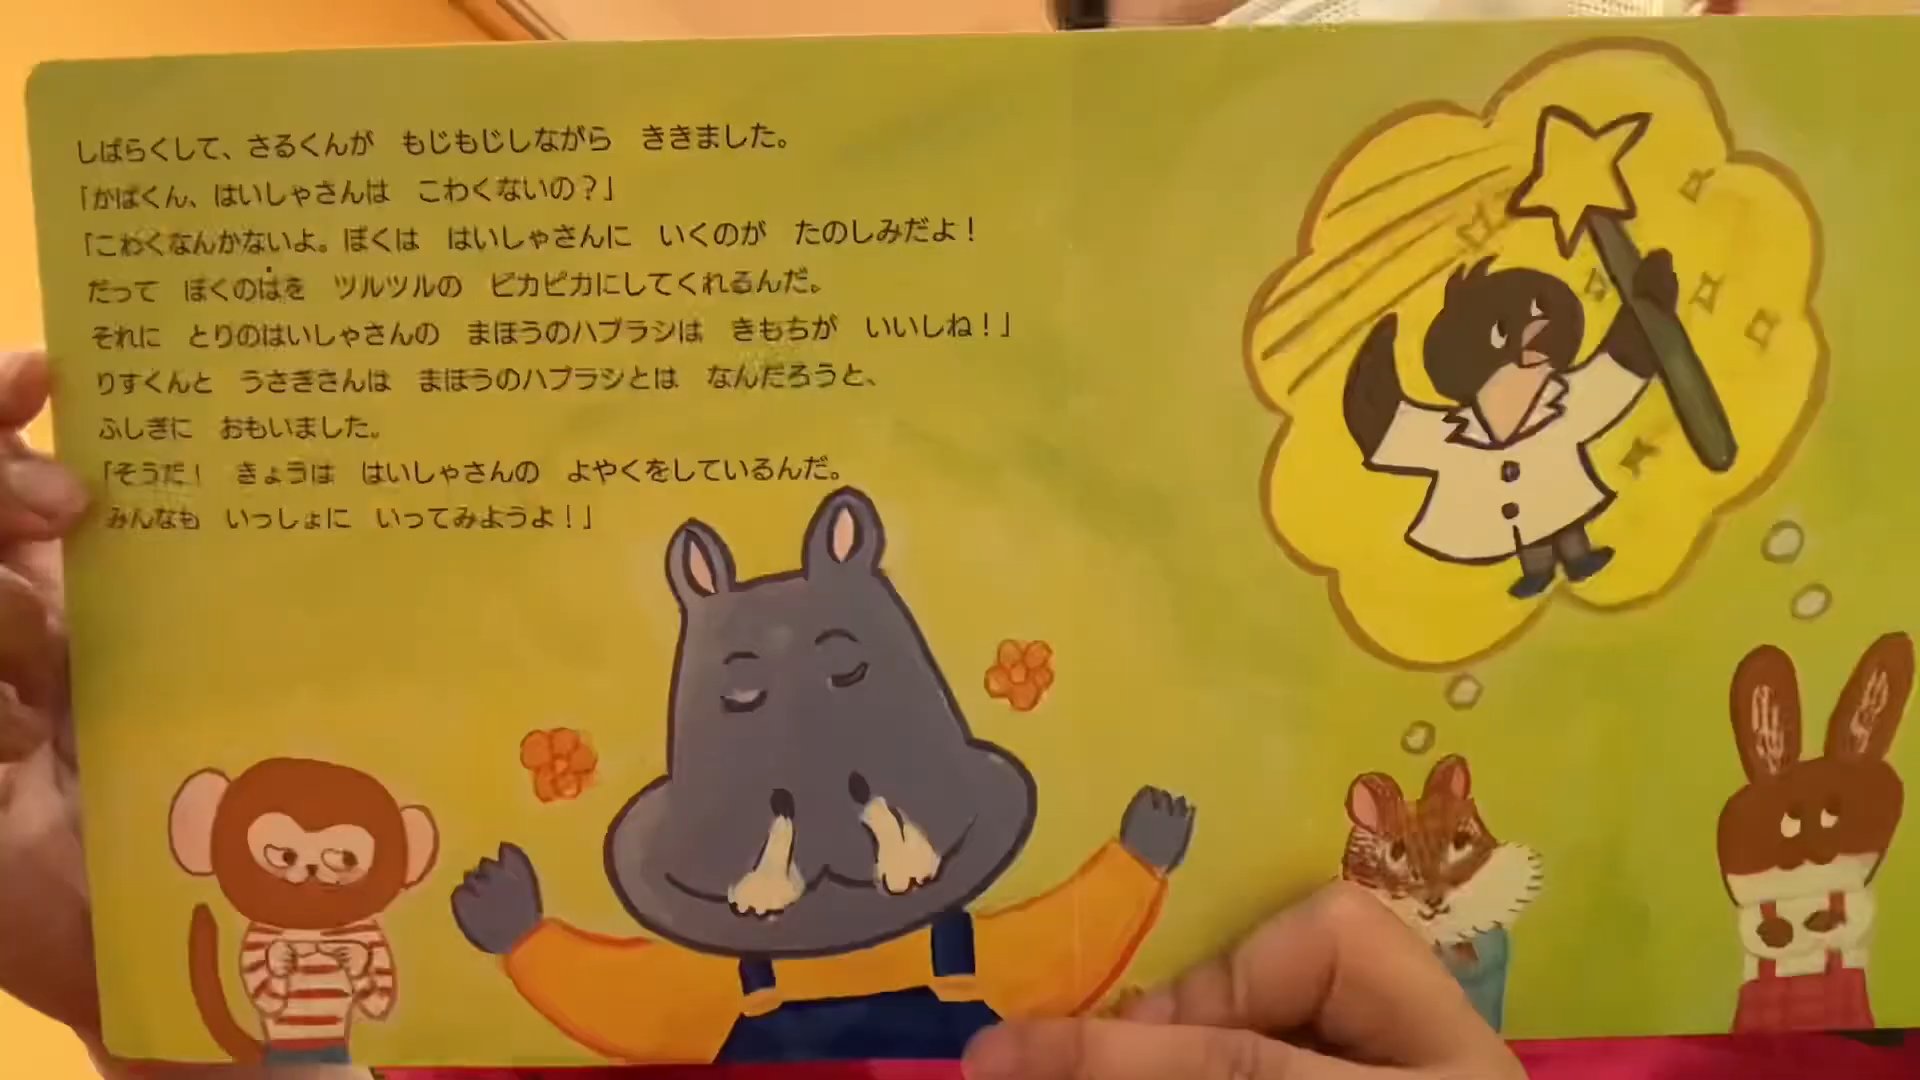 しばらくして、さるくんが　もじもじしながら　ききました。
「かばくん、はいしゃさんは　こわくないの？」
「こわくなんかないよ。ぼくは　はいしゃさんに　いくのが　たのしみだよ！
だって　ぼくのはを　ツルツルの　ピカピカにしてくれるんだ。
それに　とりのはいしゃさんの　まほうのハブラシは　きもちが　いいしね！」
りすくんと　うさぎさんは　まほうのハブラシとは　なんだろうと、
ふしぎに　おもいました。
「そうだ！　きょうは　はいしゃさんの　よやくをしているんだ。
みんなも　いっしょに　いってみようよ！」